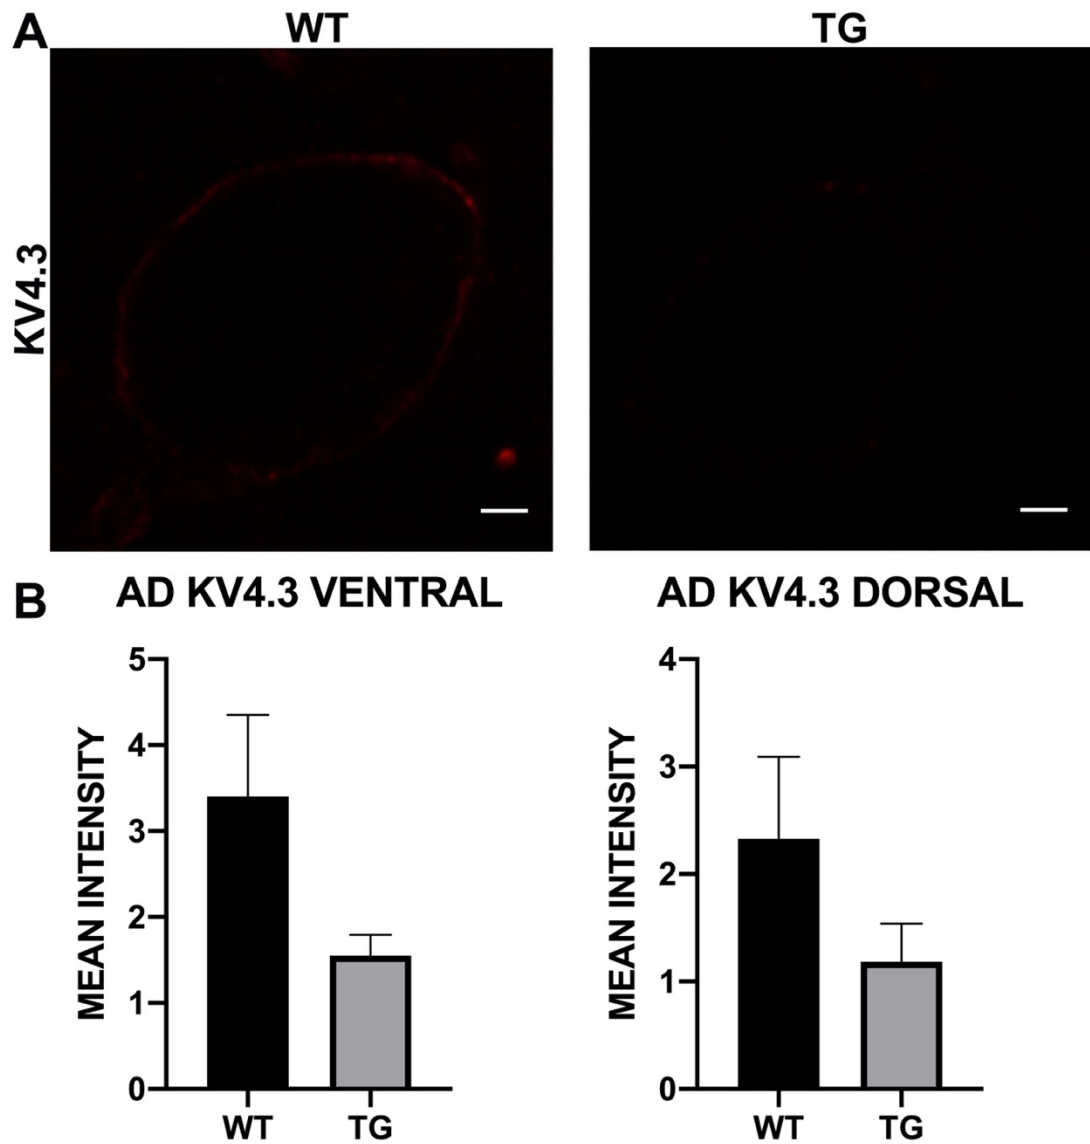 A
WT
TG
KV4.3
B
AD KV4.3 VENTRAL
AD KV4.3 DORSAL
MEAN INTENSITY
5
4
3
2
1
0
WT
TG
MEAN INTENSITY
4
3
2
1
0
WT
TG